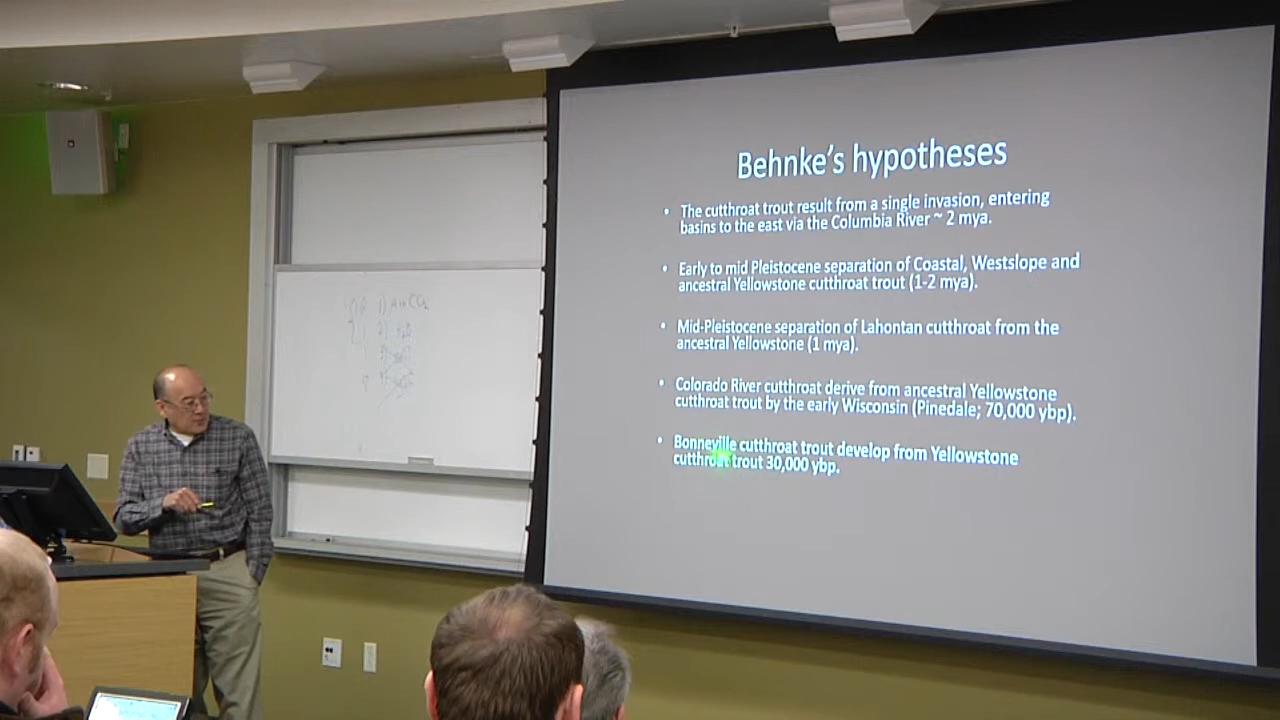 Behnke's hypotheses
• The cutthroat trout result from a single invasion, entering
basins to the east via the Columbia River ~ 2 mya.
• Early to mid Pleistocene separation of Coastal, Westslope and
ancestral Yellowstone cutthroat trout (1-2 mya).
• Mid-Pleistocene separation of Lahontan cutthroat from the
ancestral Yellowstone (1 mya).
• Colorado River cutthroat derive from ancestral Yellowstone
cutthroat trout by the early Wisconsin (Pinedale; 70,000 ybp).
• Bonneville cutthroat trout develop from Yellowstone
cutthroat trout 30,000 ybp.